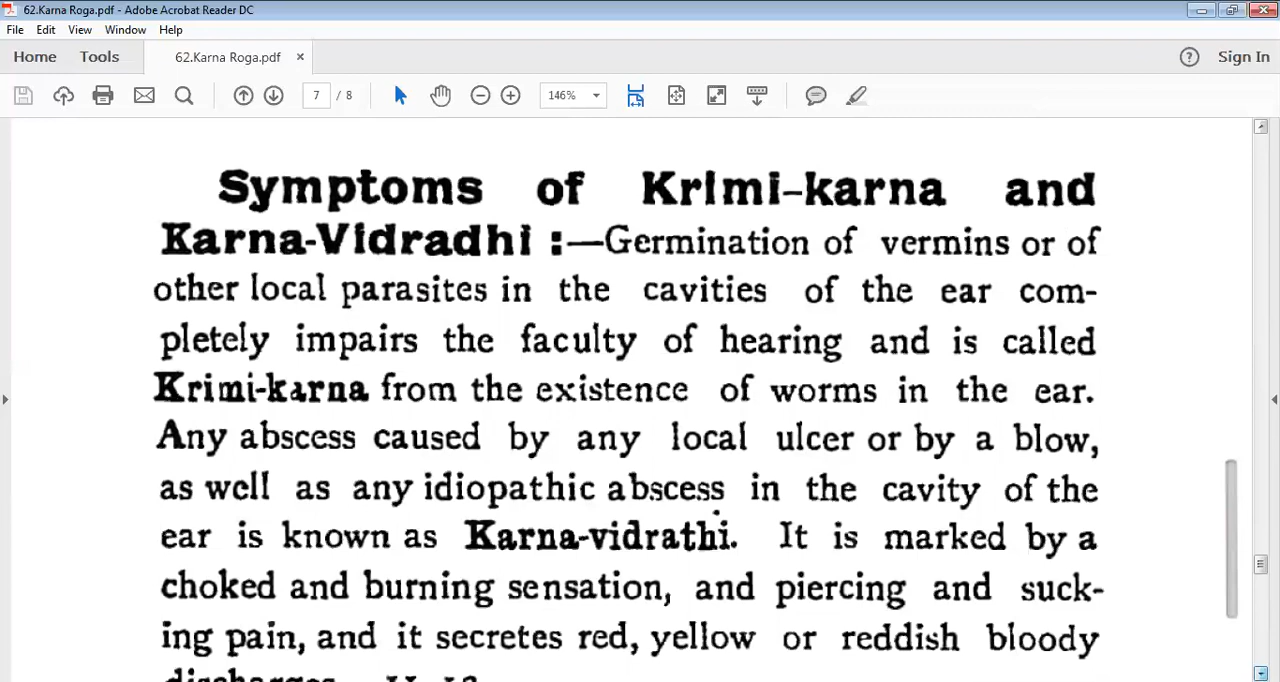 62.Karna Roga.pdf - Adobe Acrobat Reader DC
File Edit View Window Help
Home Tools 62.Karna Roga.pdf × ? Sign In
7 / 8 146%
Symptoms of Krimi-karna and
Karna-Vidradhi :—Germination of vermins or of
other local parasites in the cavities of the ear com-
pletely impairs the faculty of hearing and is called
Krimi-karna from the existence of worms in the ear.
Any abscess caused by any local ulcer or by a blow,
as well as any idiopathic abscess in the cavity of the
ear is known as Karna-vidrathi. It is marked by a
choked and burning sensation, and piercing and suck-
ing pain, and it secretes red, yellow or reddish bloody